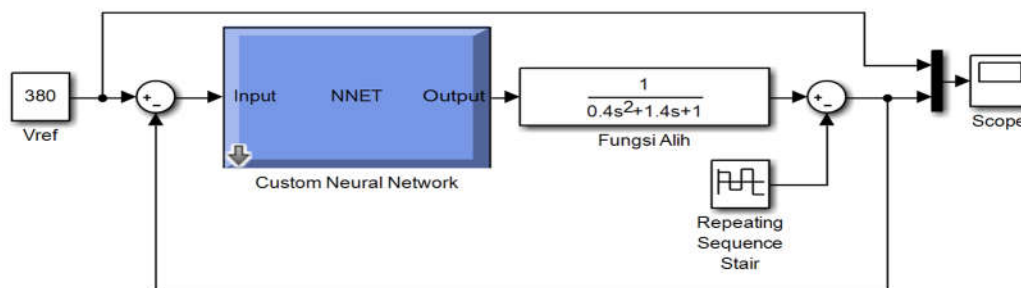 380
Vref
+
−
Input NNET Output
Custom Neural Network
1
0.4s2+1.4s+1
Fungsi Alih
+
−
Repeating
Sequence
Stair
Scope